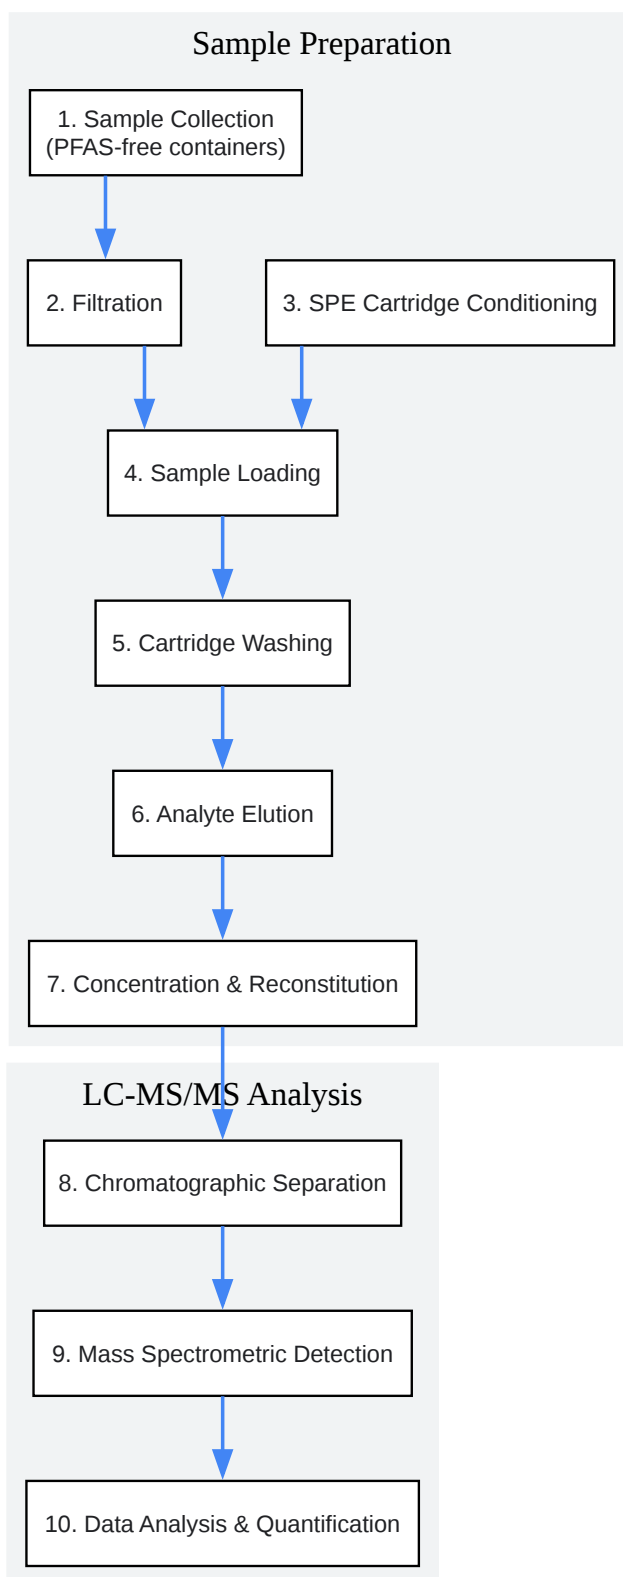 Sample Preparation
1. Sample Collection
(PFAS-free containers)
2. Filtration
3. SPE Cartridge Conditioning
4. Sample Loading
5. Cartridge Washing
6. Analyte Elution
7. Concentration & Reconstitution
LC-MS/MS Analysis
8. Chromatographic Separation
9. Mass Spectrometric Detection
10. Data Analysis & Quantification